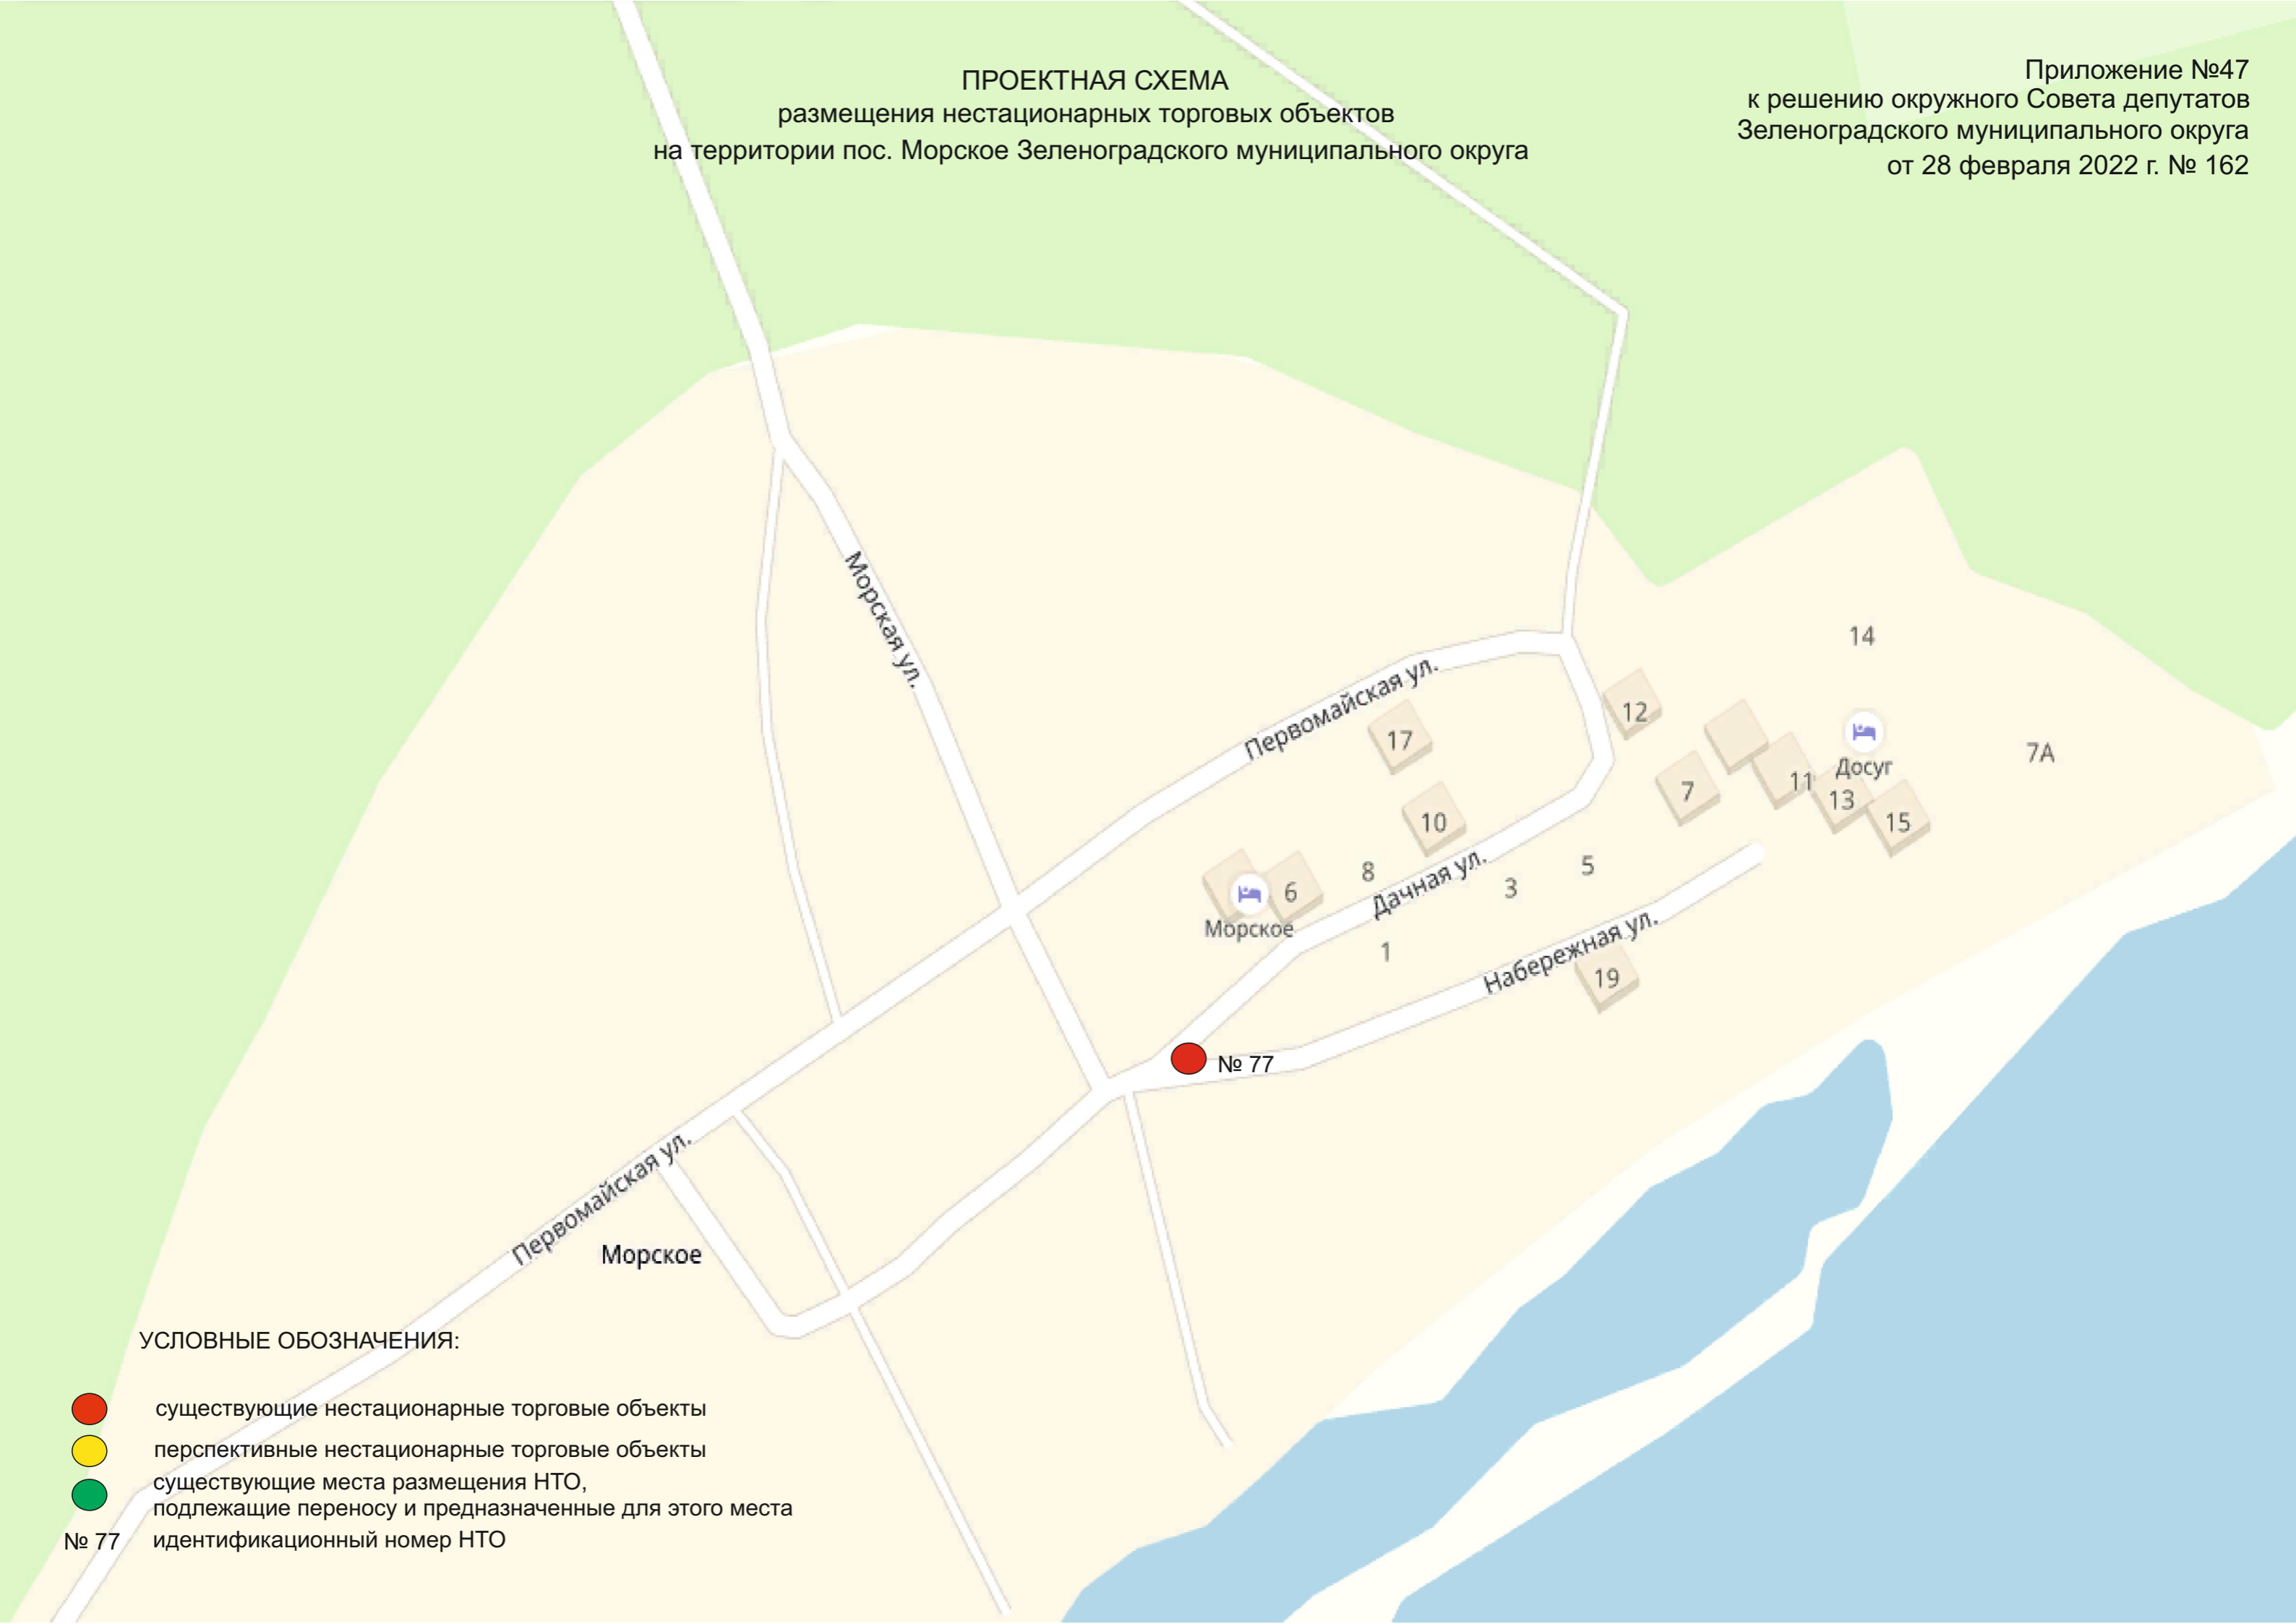 ПРОЕКТНАЯ СХЕМА
размещения нестационарных торговых объектов
на территории пос. Морское Зеленоградского муниципального округа
Приложение №47
к решению окружного Совета депутатов
Зеленоградского муниципального округа
от 28 февраля 2022 г. № 162
Морская ул.
14
Первомайская ул.
12
17
Досуг
7А
7
11
13
15
10
8
5
3
6
Дачная ул.
Морское
1
Набережная ул.
19
№ 77
Первомайская ул.
Морское
УСЛОВНЫЕ ОБОЗНАЧЕНИЯ:
существующие нестационарные торговые объекты
перспективные нестационарные торговые объекты
существующие места размещения НТО,
подлежащие переносу и предназначенные для этого места
№ 77 идентификационный номер НТО